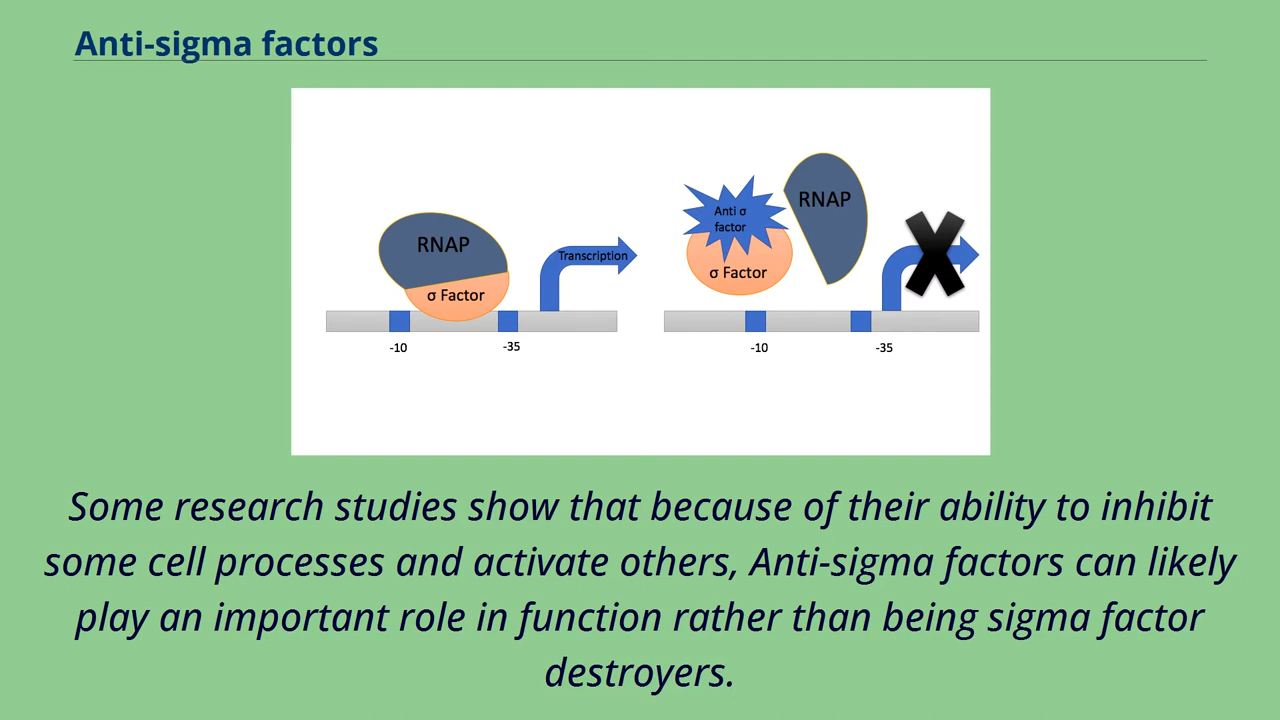 Anti-sigma factors
RNAP
σ Factor
Transcription
-10
-35
Anti σ
factor
σ Factor
RNAP
-10
-35
Some research studies show that because of their ability to inhibit
some cell processes and activate others, Anti-sigma factors can likely
play an important role in function rather than being sigma factor
destroyers.